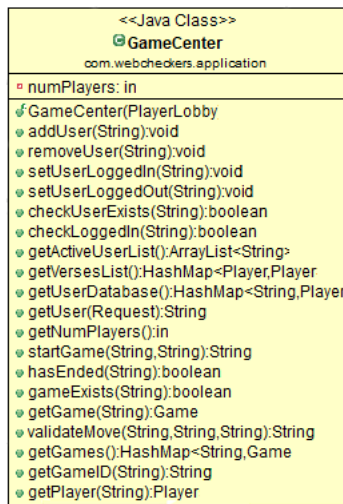 <<Java Class>>
GameCenter
com.webcheckers.application
numPlayers: in
GameCenter(PlayerLobby
addUser(String):void
removeUser(String):void
setUserLoggedIn(String):void
setUserLoggedOut(String):void
checkUserExists(String):boolean
checkLoggedIn(String):boolean
getActiveUserList():ArrayList<String>
getVersesList():HashMap<Player,Player
getUserDatabase():HashMap<String,Player
getUser(Request):String
getNumPlayers():in
startGame(String,String):String
hasEnded(String):boolean
gameExists(String):boolean
getGame(String):Game
validateMove(String,String,String):String
getGames():HashMap<String,Game
getGameID(String):String
getPlayer(String):Player